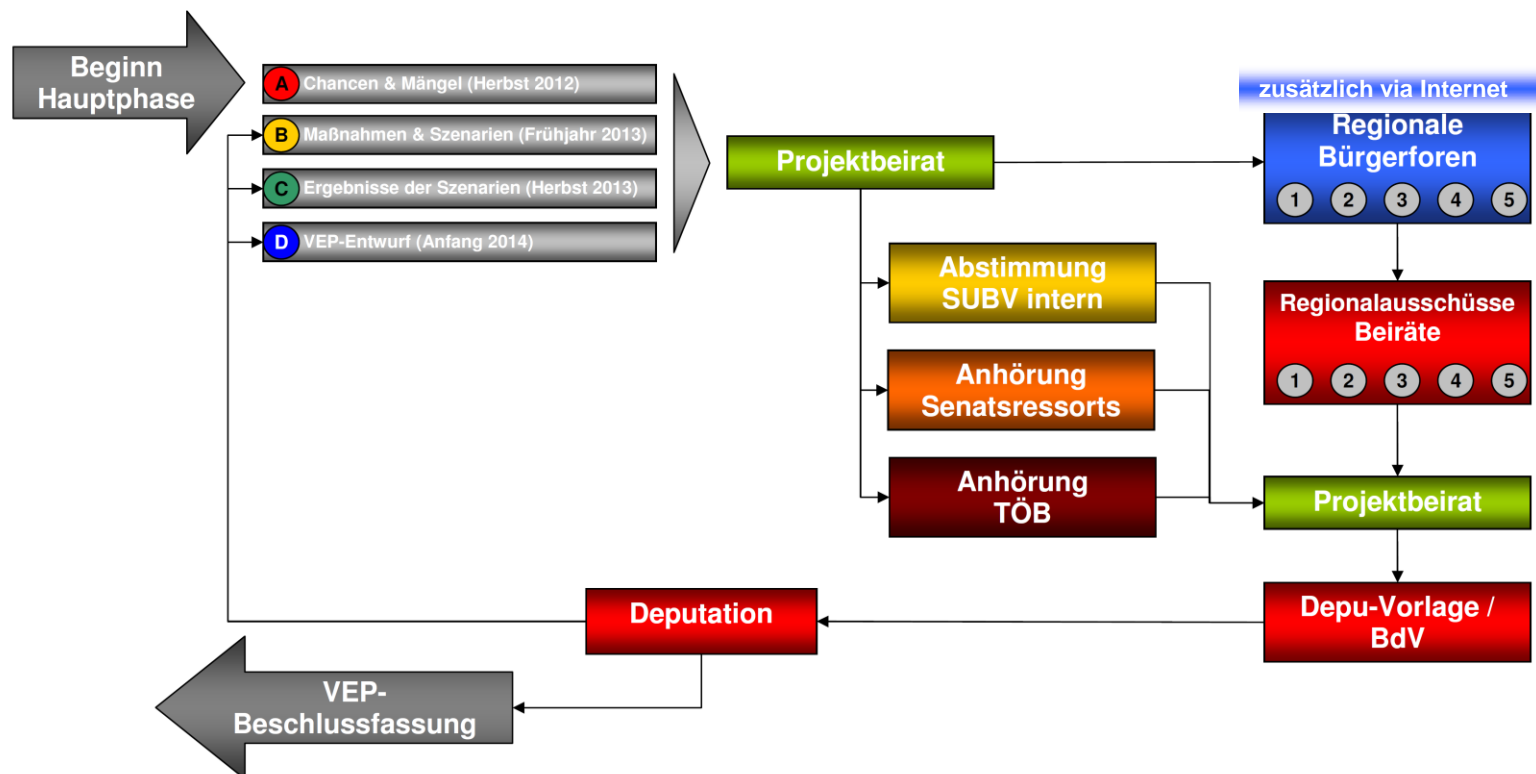 Beginn
Hauptphase
A Chancen & Mängel (Herbst 2012)
B Maßnahmen & Szenarien (Frühjahr 2013)
C Ergebnisse der Szenarien (Herbst 2013)
D VEP-Entwurf (Anfang 2014)
Projektbeirat
zusätzlich via Internet
Regionale
Bürgerforen
1 2 3 4 5
Abstimmung
SUBV intern
Regionalausschüsse
Beiräte
1 2 3 4 5
Anhörung
Senatsressorts
Anhörung
TÖB
Projektbeirat
Deputation
Depu-Vorlage /
BdV
VEP-
Beschlussfassung